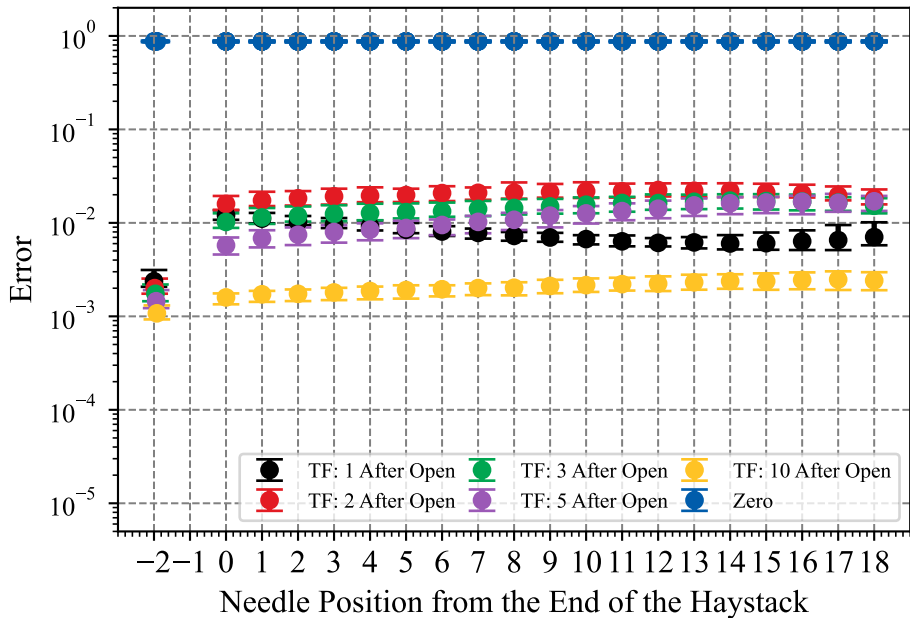 10⁰
10⁻¹
10⁻²
10⁻³
10⁻⁴
10⁻⁵
Error
TF: 1 After Open TF: 3 After Open TF: 10 After Open
TF: 2 After Open TF: 5 After Open Zero
−2 −1 0 1 2 3 4 5 6 7 8 9 10 11 12 13 14 15 16 17 18
Needle Position from the End of the Haystack